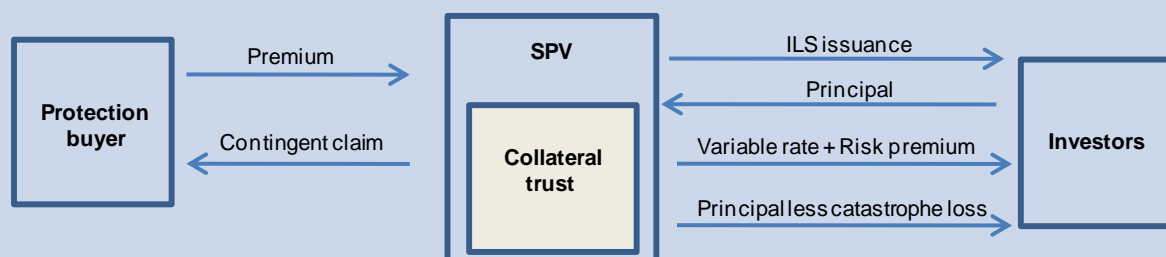 Protection
buyer
Premium
Contingent claim
SPV
Collateral
trust
ILS issuance
Principal
Variable rate + Risk premium
Principal less catastrophe loss
Investors